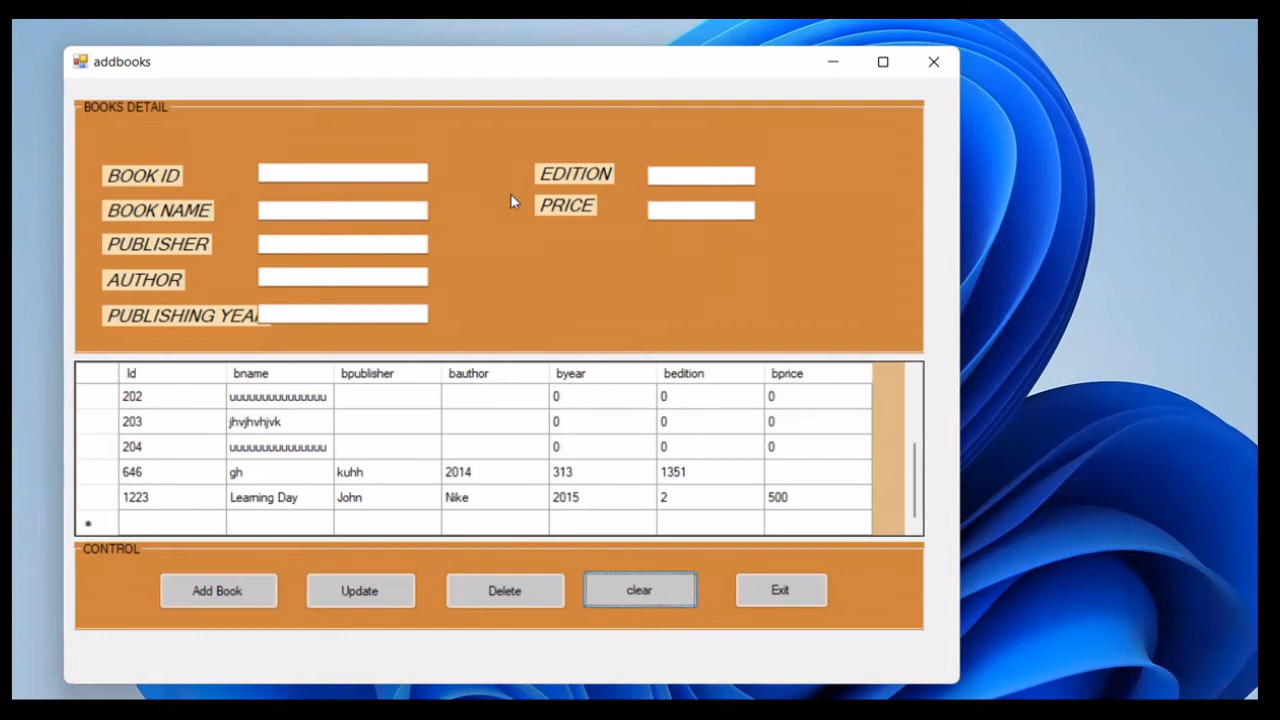 addbooks
BOOKS DETAIL
BOOK ID
EDITION
BOOK NAME
PRICE
PUBLISHER
AUTHOR
PUBLISHING YEA
Id bname bpublisher bauthor byear bedition bprice
202 uuuuuuuuuuuuuuu 0 0 0
203 jhvjhvhjvk 0 0 0
204 uuuuuuuuuuuuuuu 0 0 0
646 gh kuhh 2014 313 1351
1223 Learning Day John Nike 2015 2 500
*
CONTROL
Add Book Update Delete clear Exit